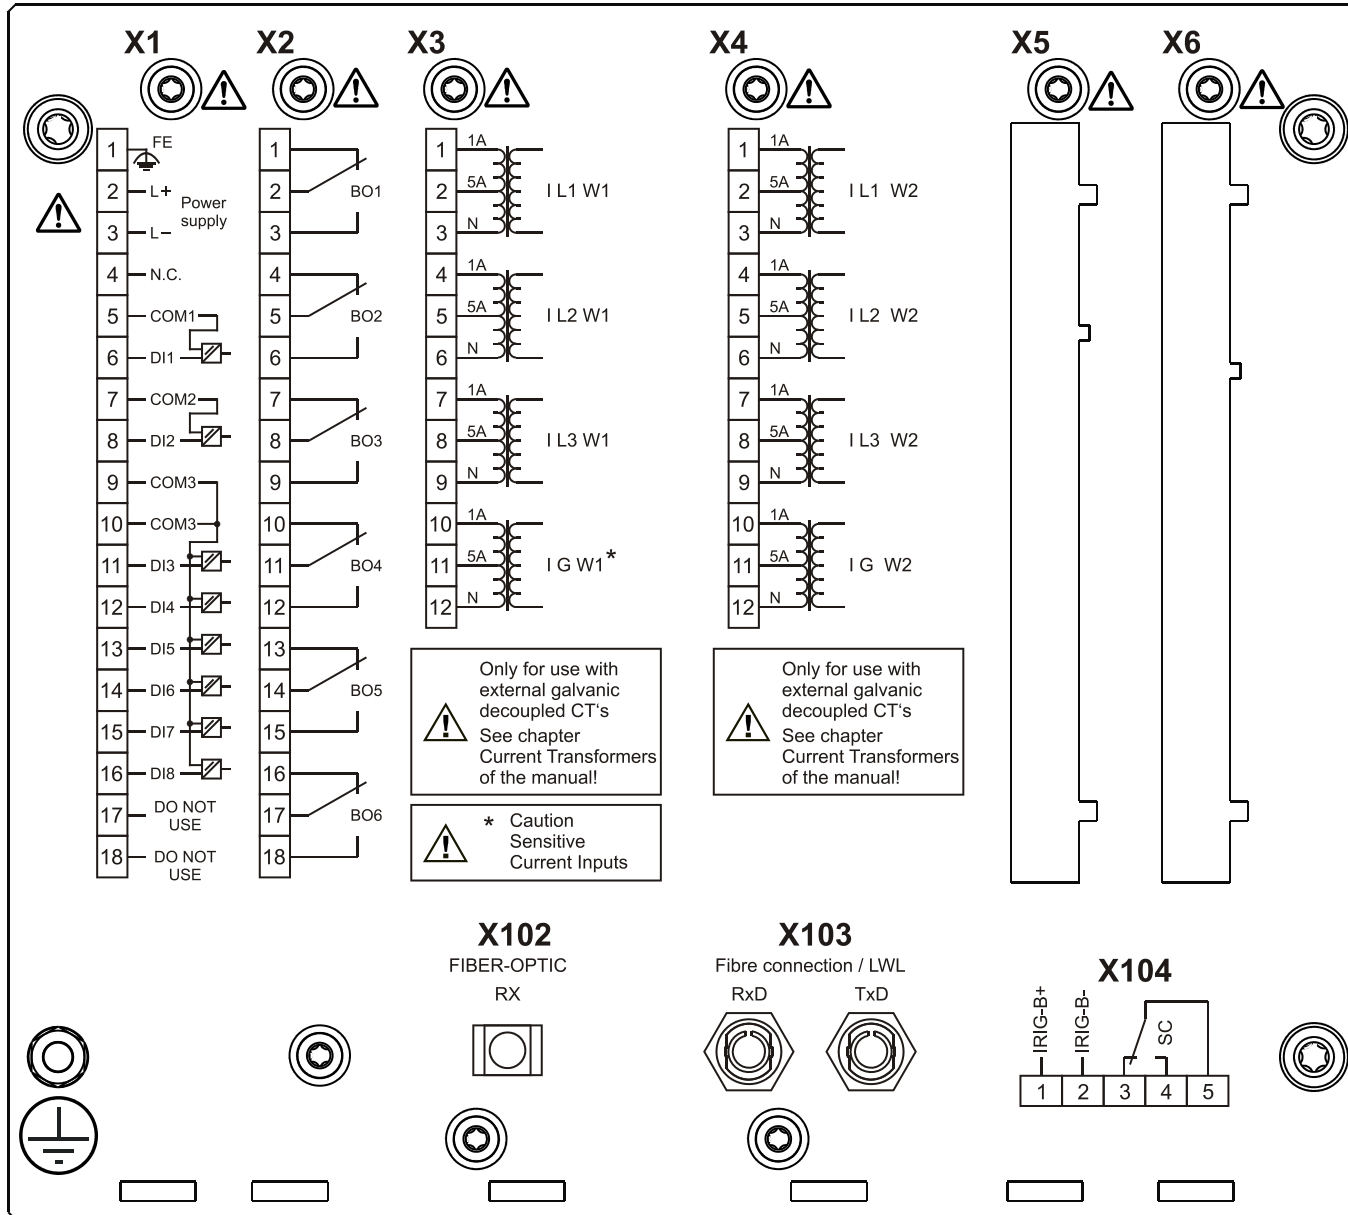 X1
1 FE
2 L+
Power
supply
3 L–
4 N.C.
5 COM1
6 DI1
7 COM2
8 DI2
9 COM3
10 COM3
11 DI3
12 DI4
13 DI5
14 DI6
15 DI7
16 DI8
17 DO NOT
USE
18 DO NOT
USE
X2
1
2 BO1
3
4
5 BO2
6
7
8 BO3
9
10
11 BO4
12
13
14 BO5
15
16
17 BO6
18
X3
1 1A
2 5A I L1 W1
3 N
4 1A
5 5A I L2 W1
6 N
7 1A
8 5A I L3 W1
9 N
10 1A
11 5A I G W1*
12 N
! Only for use with
external galvanic
decoupled CT's
See chapter
Current Transformers
of the manual!
! * Caution
Sensitive
Current Inputs
X4
1 1A
2 5A I L1 W2
3 N
4 1A
5 5A I L2 W2
6 N
7 1A
8 5A I L3 W2
9 N
10 1A
11 5A I G W2
12 N
! Only for use with
external galvanic
decoupled CT's
See chapter
Current Transformers
of the manual!
X5
X6
X102
FIBER-OPTIC
RX
X103
Fibre connection / LWL
RxD TxD
X104
IRIG-B+
IRIG-B-
SC
1 2 3 4 5